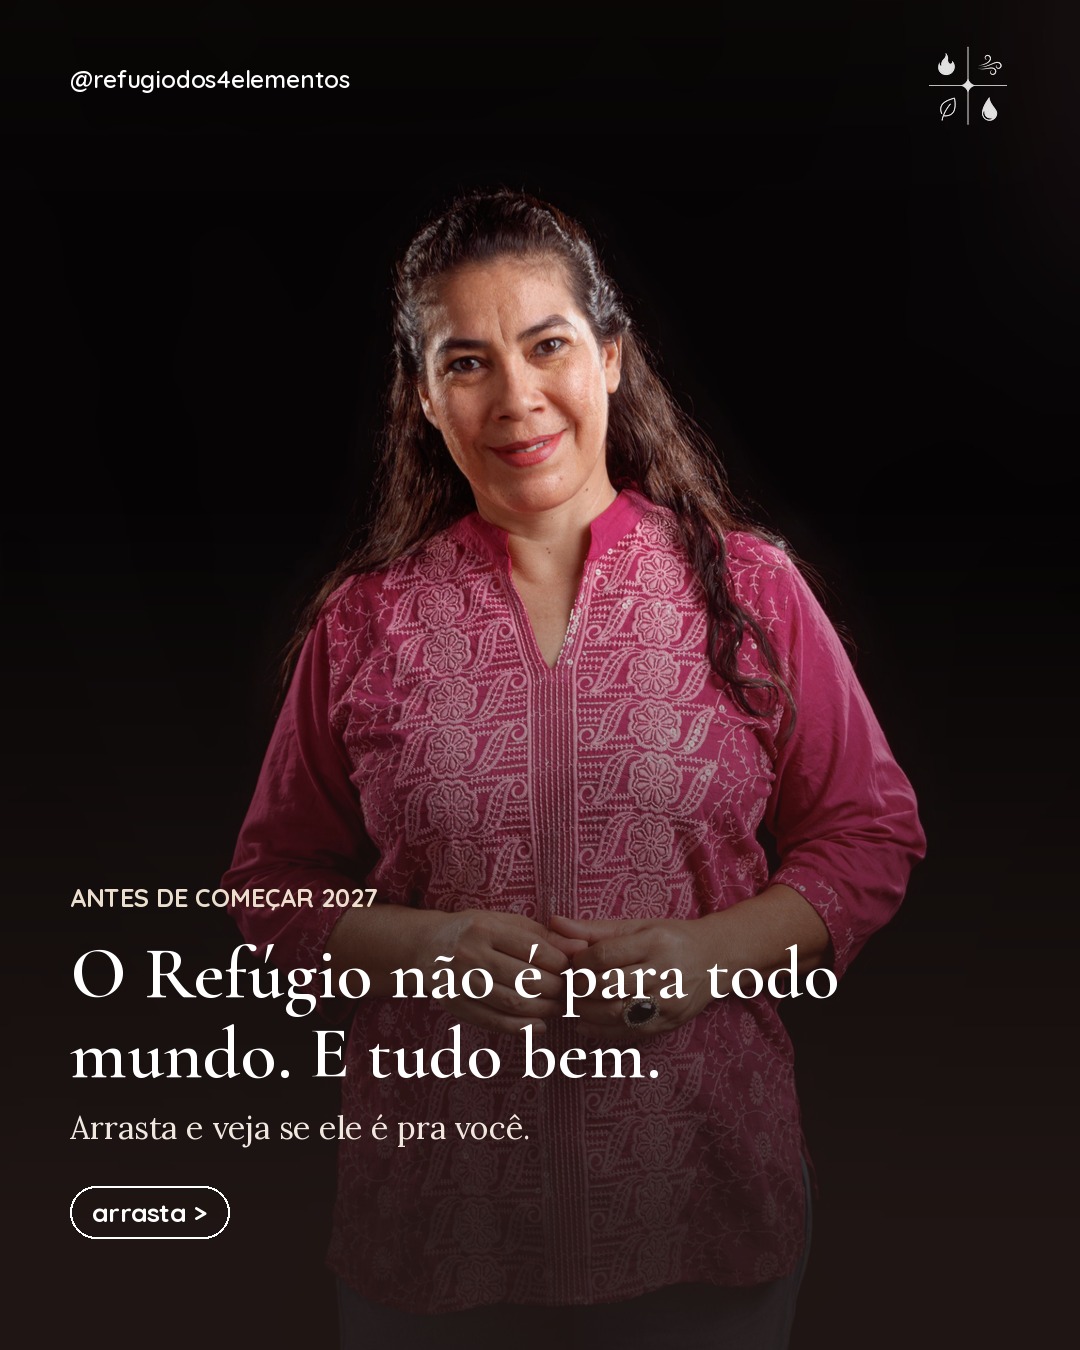 @refugiodos4elementos
ANTES DE COMEÇAR 2027
O Refúgio não é para todo
mundo. E tudo bem.
Arrasta e veja se ele é pra você.
arrasta >